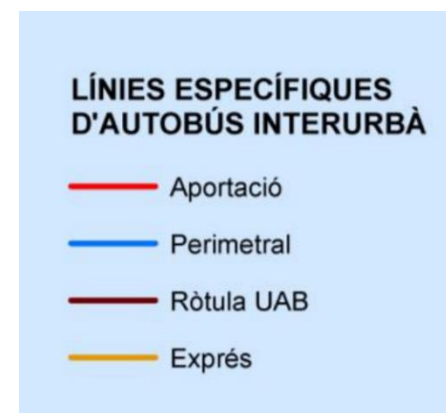 LÍNIES ESPECÍFIQUES
D'AUTOBÚS INTERURBÀ
Aportació
Perimetral
Ròtula UAB
Exprés